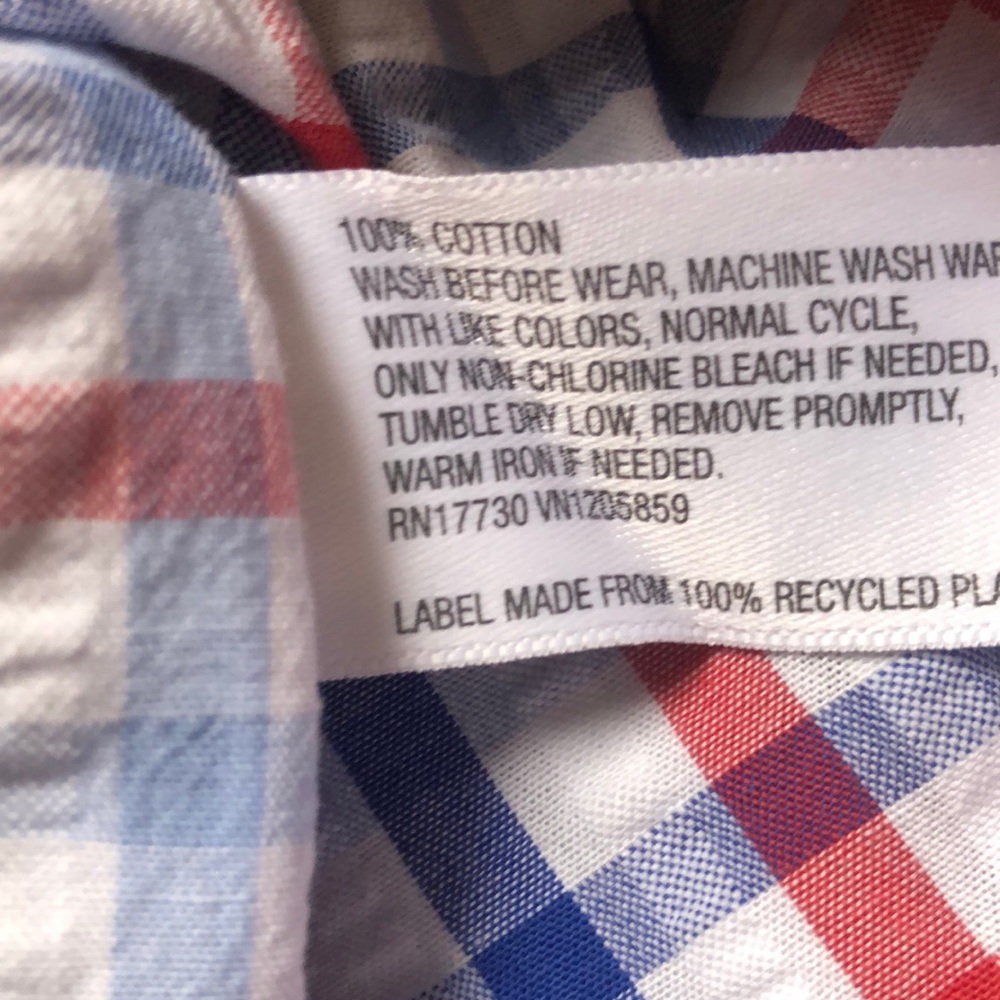 100% COTTON
WASH BEFORE WEAR, MACHINE WASH WAR
WITH LIKE COLORS, NORMAL CYCLE,
ONLY NON-CHLORINE BLEACH IF NEEDED,
TUMBLE DRY LOW, REMOVE PROMPTLY,
WARM IRON IF NEEDED.
RN17730 VN1205859
LABEL MADE FROM 100% RECYCLED PLA